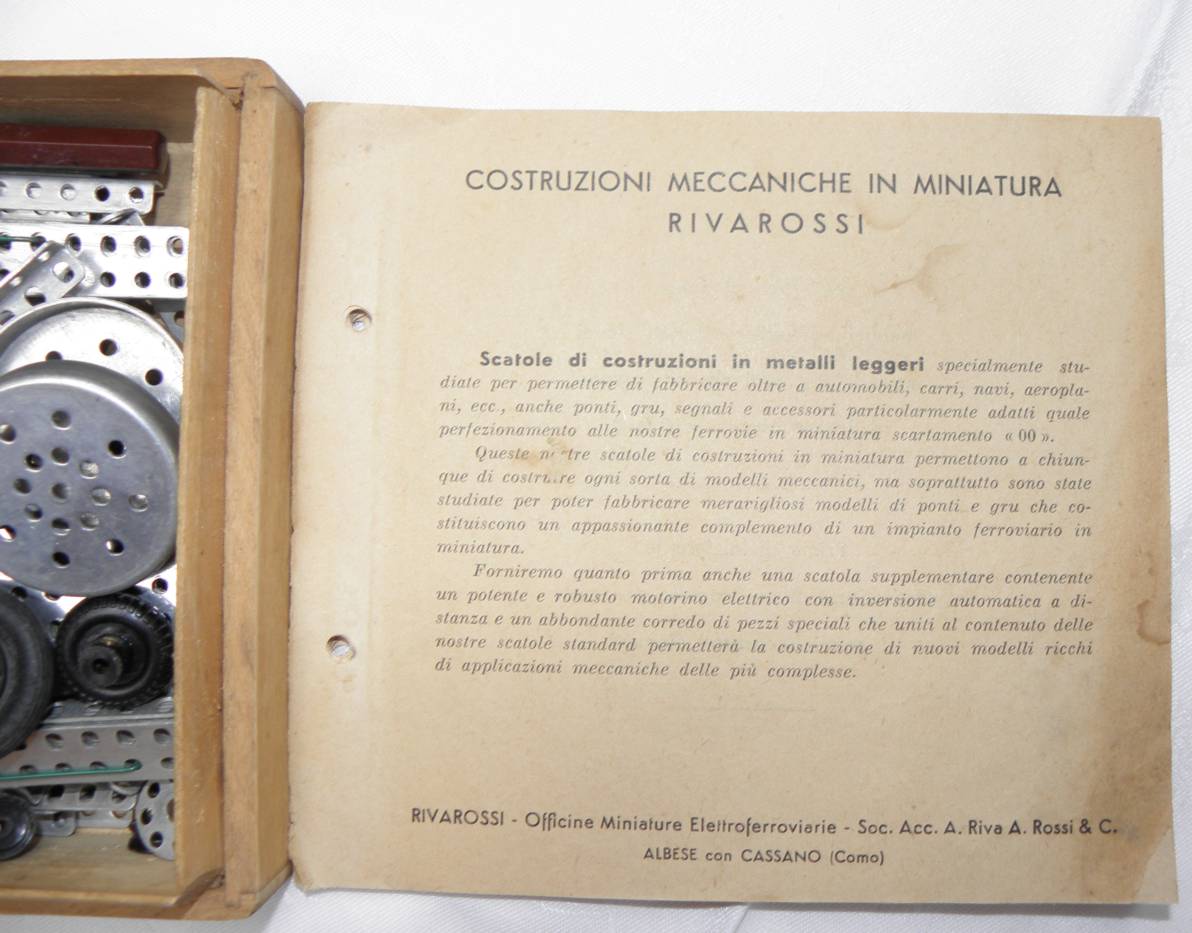 COSTRUZIONI MECCANICHE IN MINIATURA
RIVAROSSI
Scatole di costruzioni in metalli leggeri specialmente stu-
diate per permettere di fabbricare oltre a automobili, carri, navi, aeropla-
ni, ecc., anche ponti, gru, segnali e accessori particolarmente adatti quale
perfezionamento alle nostre ferrovie in miniatura scartamento « 00 ».
Queste tre scatole di costruzioni in miniatura permettono a chiun-
que di ogni sorta di modelli meccanici, ma soprattutto sono state
studiate per poter fabbricare meravigliosi modelli di ponti e gru che co-
stituiscono un appassionante complemento di un impianto ferroviario in
miniatura.
Forniremo quanto prima anche una scatola supplementare contenente
un potente e robusto motorino elettrico con inversione automatica a di-
stanza e un abbondante corredo di pezzi speciali che uniti al contenuto delle
nostre scatole standard permetterà la costruzione di nuovi modelli ricchi
di applicazioni meccaniche delle più complesse.
RIVAROSSI - Officine Miniature Elettroferroviarie - Soc. Acc. A. Riva A. Rossi & C.
ALBESE con CASSANO (Como)